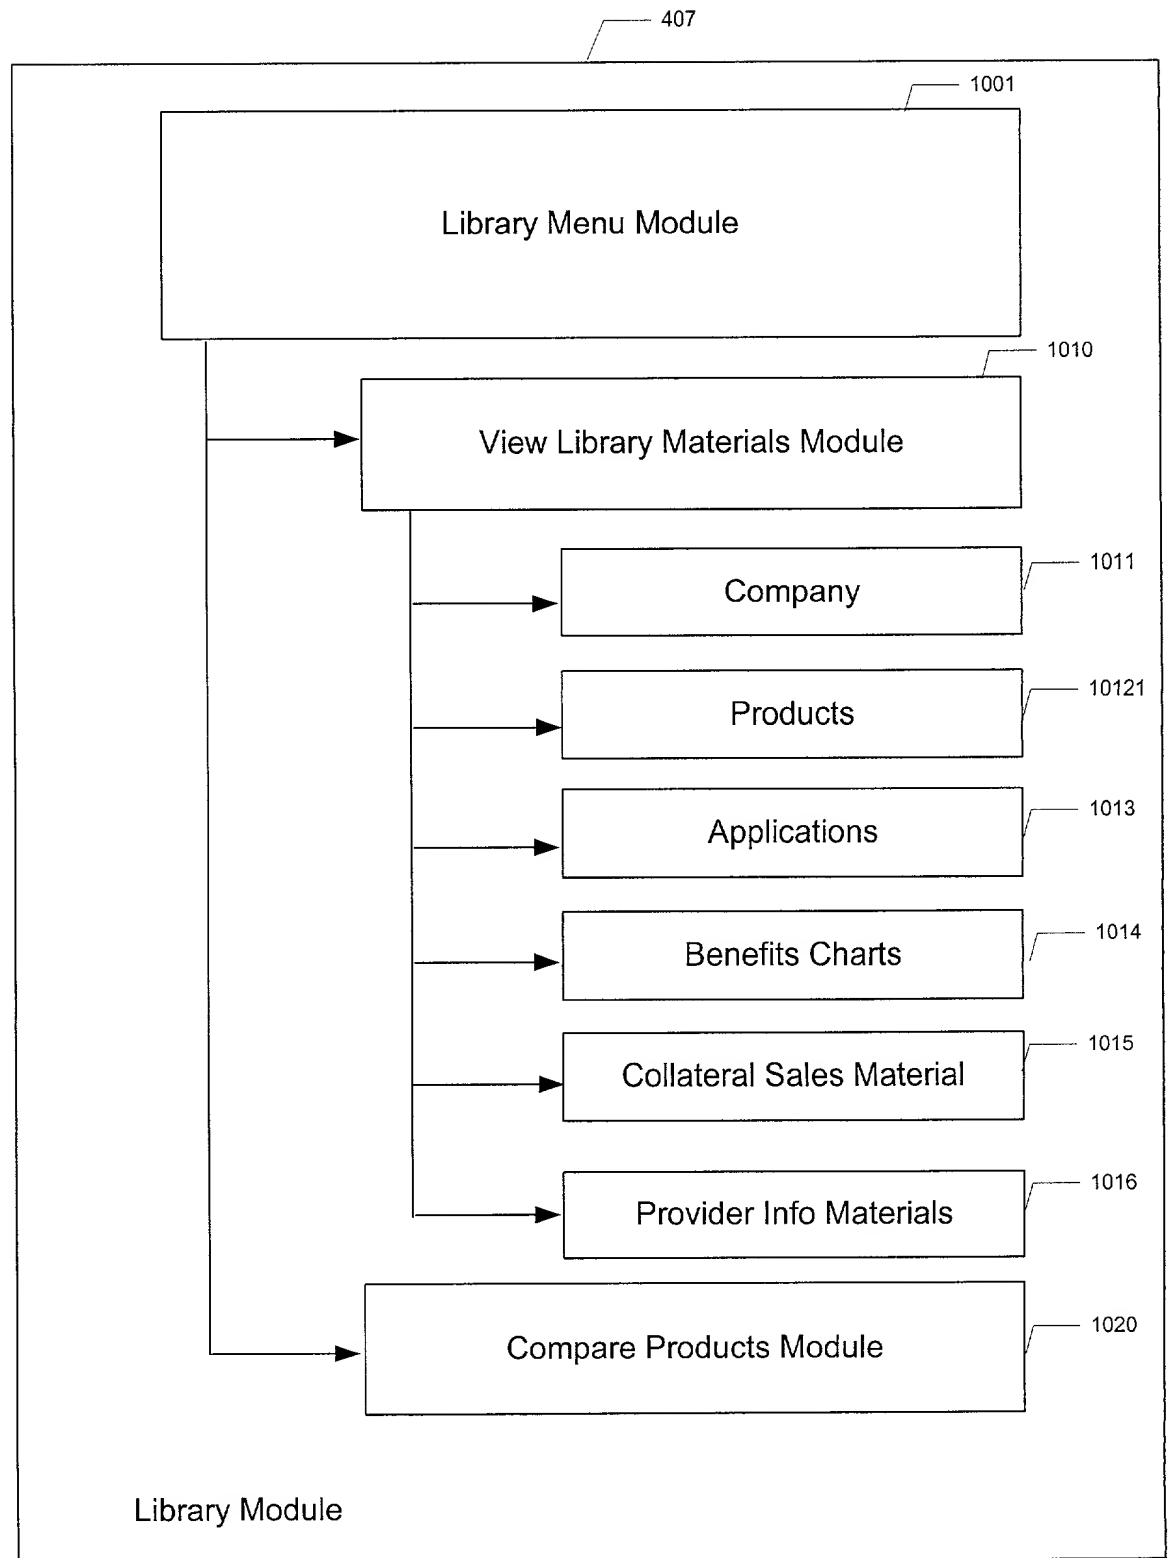 407
1001
Library Menu Module
1010
View Library Materials Module
1011
Company
10121
Products
1013
Applications
1014
Benefits Charts
1015
Collateral Sales Material
1016
Provider Info Materials
1020
Compare Products Module
Library Module